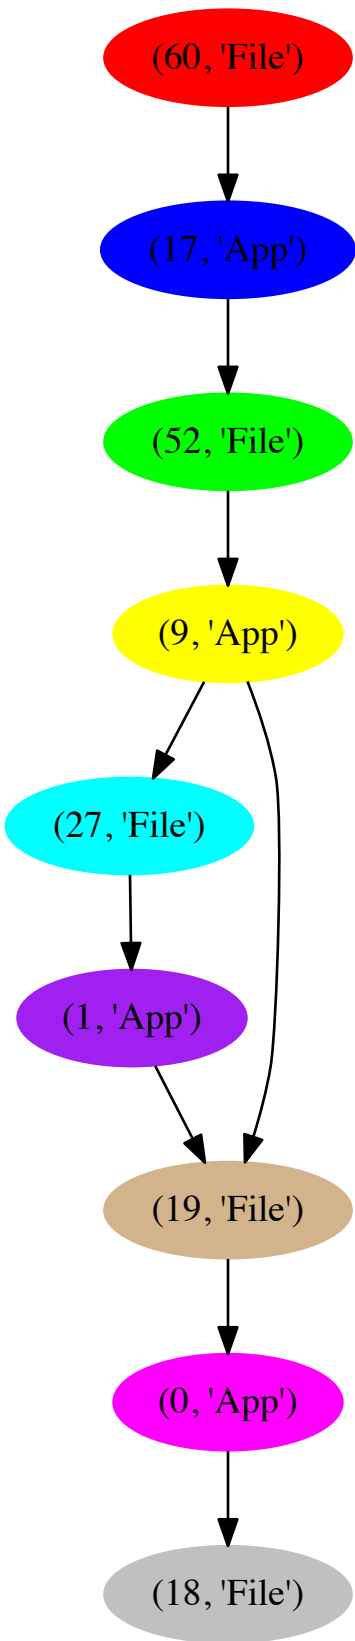 (60, 'File')
(17, 'App')
(52, 'File')
(9, 'App')
(27, 'File')
(1, 'App')
(19, 'File')
(0, 'App')
(18, 'File')